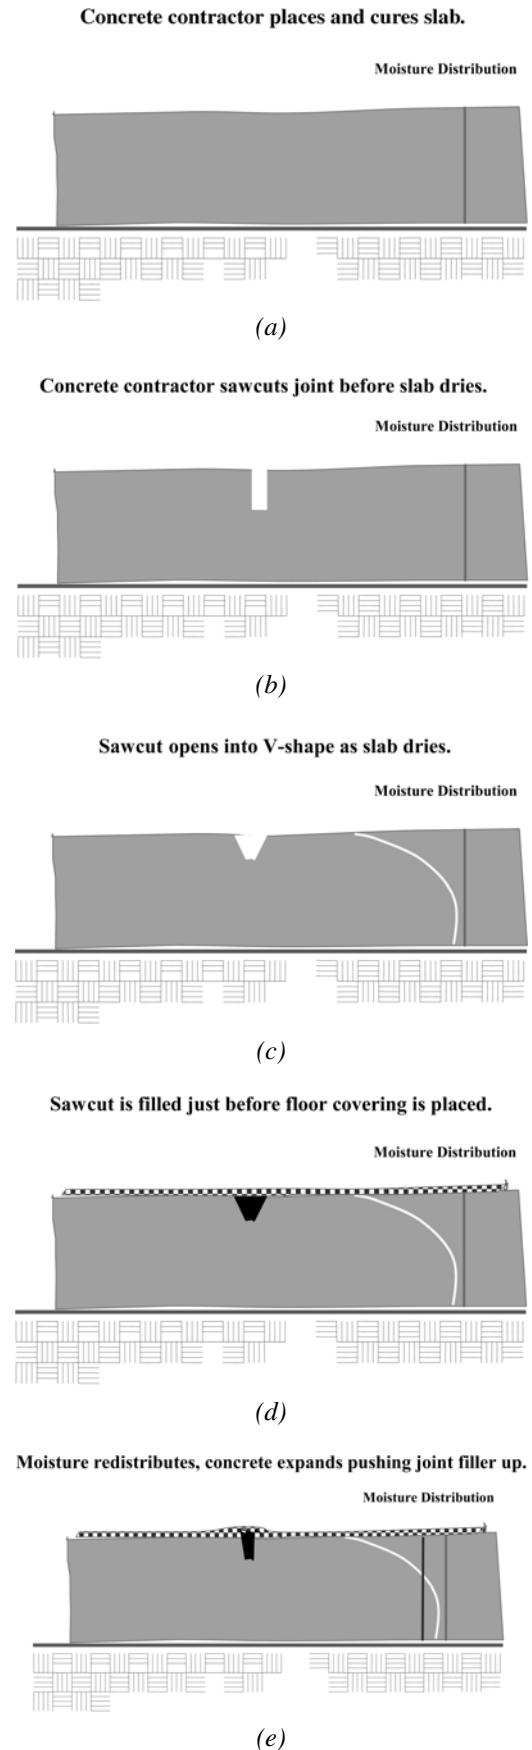 Concrete contractor places and cures slab.
Moisture Distribution
(a)
Concrete contractor sawcuts joint before slab dries.
Moisture Distribution
(b)
Sawcut opens into V-shape as slab dries.
Moisture Distribution
(c)
Sawcut is filled just before floor covering is placed.
Moisture Distribution
(d)
Moisture redistributes, concrete expands pushing joint filler up.
Moisture Distribution
(e)